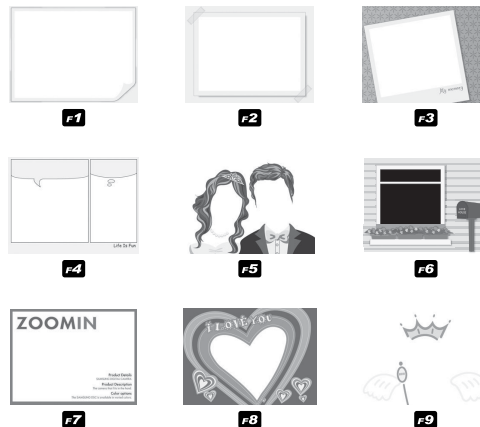 My memory
F1
F2
F3
Life Is Fun
F4
F5
F6
ZOOMIN
Product Details
Product Description
Color options
F7
I LOVE YOU
F8
F9